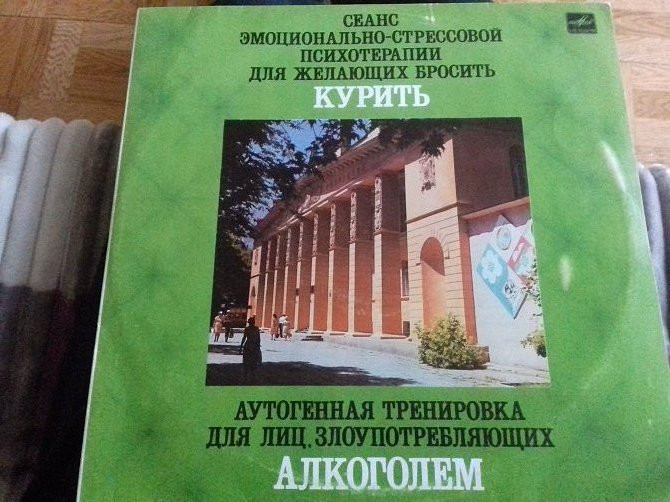 СЕАНС
ЭМОЦИОНАЛЬНО-СТРЕССОВОЙ
ПСИХОТЕРАПИИ
ДЛЯ ЖЕЛАЮЩИХ БРОСИТЬ
КУРИТЬ
АУТОГЕННАЯ ТРЕНИРОВКА
ДЛЯ ЛИЦ, ЗЛОУПОТРЕБЛЯЮЩИХ
АЛКОГОЛЕМ